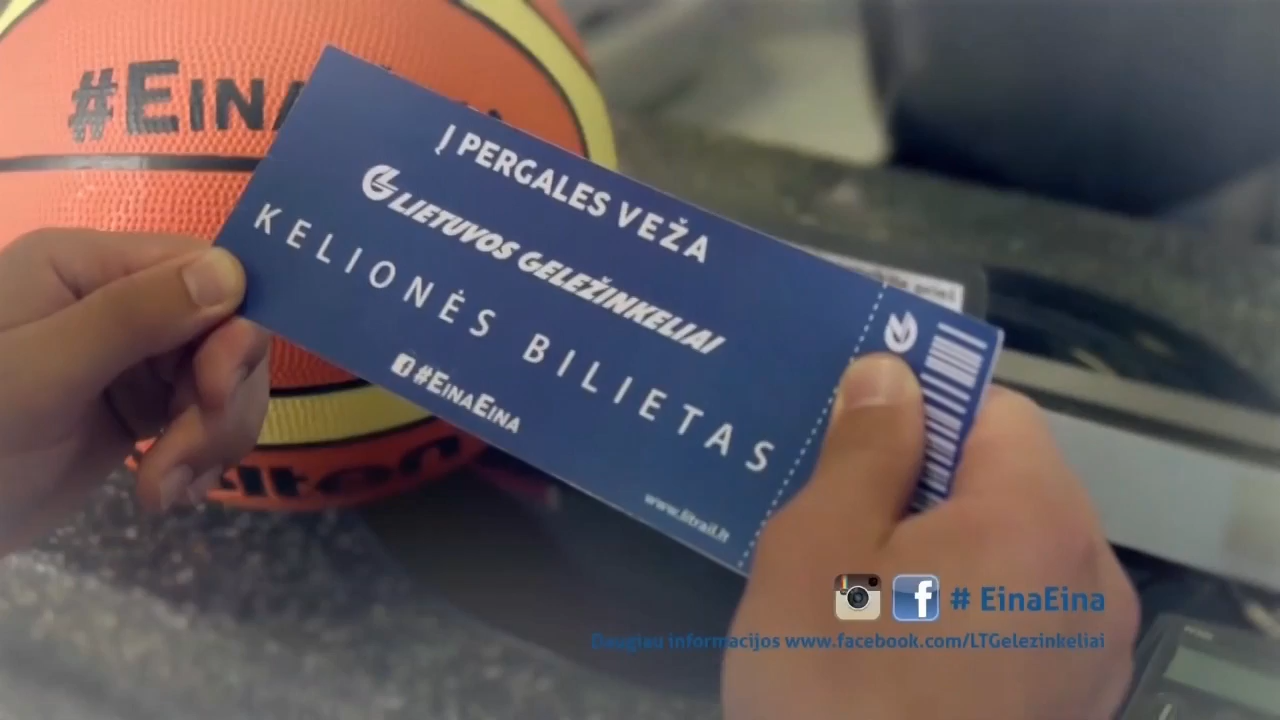 #EINA
Į PERGALES VEŽA
LIETUVOS GELEŽINKELIAI
KELIONĖS BILIETAS
#EINAEINA
www.litrail.lt
# EinaEina
Daugiau informacijos www.facebook.com/LTGelezinkeliai